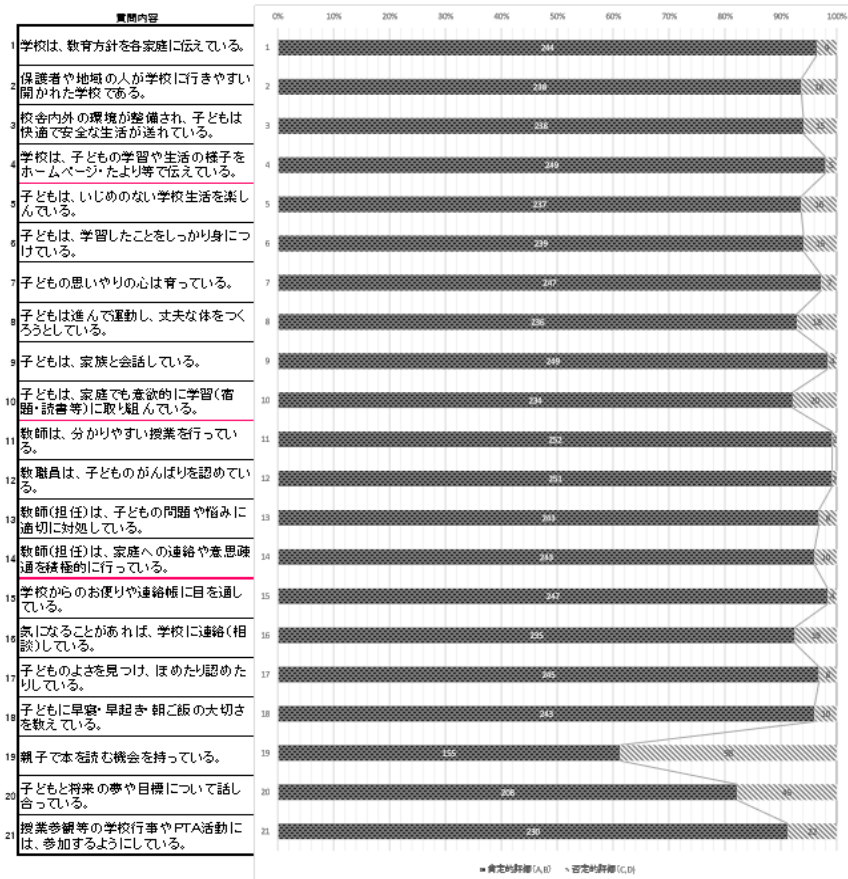 質問内容
0% 10% 20% 30% 40% 50% 60% 70% 80% 90% 100%
1 学校は、教育方針を各家庭に伝えている。 1 244
2 保護者や地域の人が学校に行きやすい
開かれた学校である。 2 238
3 校舎内外の環境が整備され、子どもは
快適で安全な生活が送れている。 3 238
4 学校は、子どもの学習や生活の様子を
ホームページ・たより等で伝えている。 4 249
5 子どもは、いじめのない学校生活を楽し
んでいる。 5 237 16
6 子どもは、学習したことをしっかり身につ
けている。 6 239
7 子どもの思いやりの心は育っている。 7 247 7
8 子どもは進んで運動し、丈夫な体をつく
ろうとしている。 8 236 18
9 子どもは、家族と会話している。 9 249
10 子どもは、家庭でも意欲的に学習(宿
題・読書等)に取り組んでいる。 10 234 20
11 教師は、分かりやすい授業を行ってい
る。 11 252
12 教職員は、子どものがんばりを認めてい
る。 12 251
13 教師(担任)は、子どもの問題や悩みに
適切に対処している。 13
14 教師(担任)は、家庭への連絡や意思疎
通を積極的に行っている。 14 243 10
15 学校からのお便りや連絡帳に目を通し
ている。 15 247
16 気になることがあれば、学校に連絡(相
談)している。 16 235
17 子どものよさを見つけ、ほめたり認めた
りしている。 17 245 8
18 子どもに早寝・早起き・朝ご飯の大切さ
を教えている。 18 243 10
19 親子で本を読む機会を持っている。 19 155 98
20 子どもと将来の夢や目標について話し
合っている。 20 208
21 授業参観等の学校行事やPTA活動に
は、参加するようにしている。 21 230 22
肯定的評価(A,B) 否定的評価(C,D)